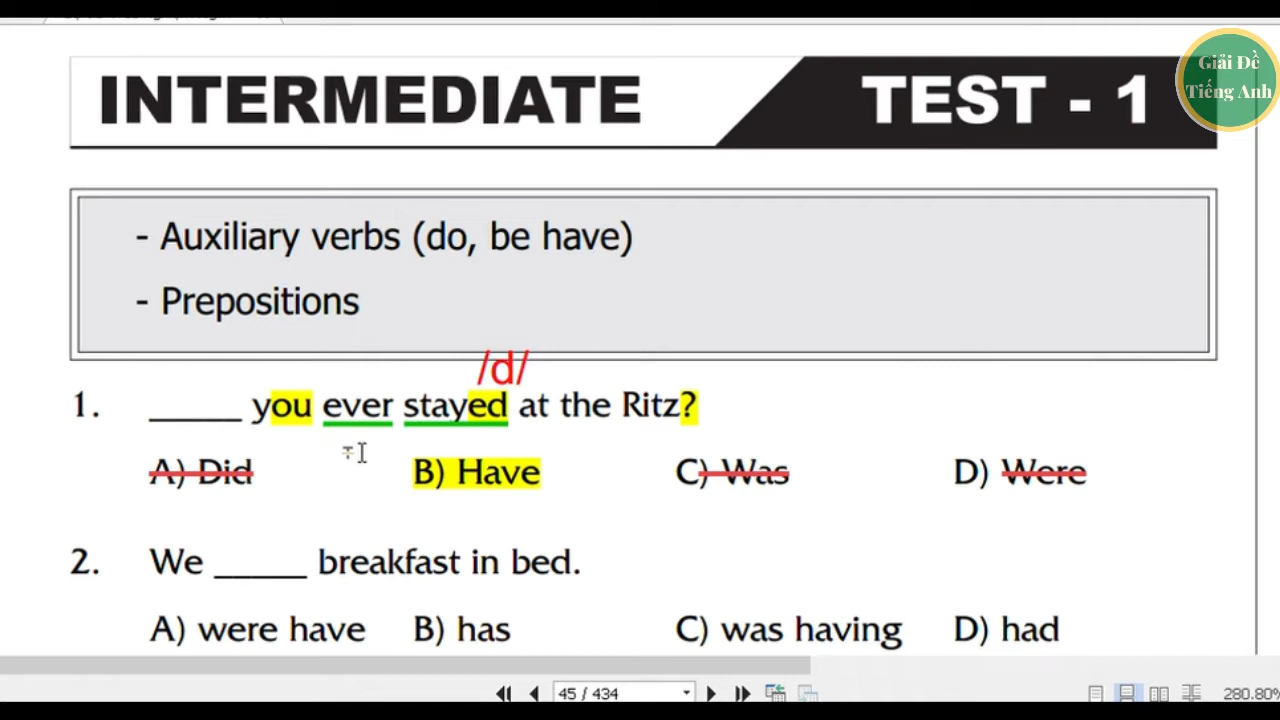 Giải Đề
Tiếng Anh
INTERMEDIATE TEST - 1
- Auxiliary verbs (do, be have)
- Prepositions
/d/
1. _____ you ever stayed at the Ritz?
A) Did B) Have C) Was D) Were
2. We _____ breakfast in bed.
A) were have B) has C) was having D) had
45 / 434 280.80%